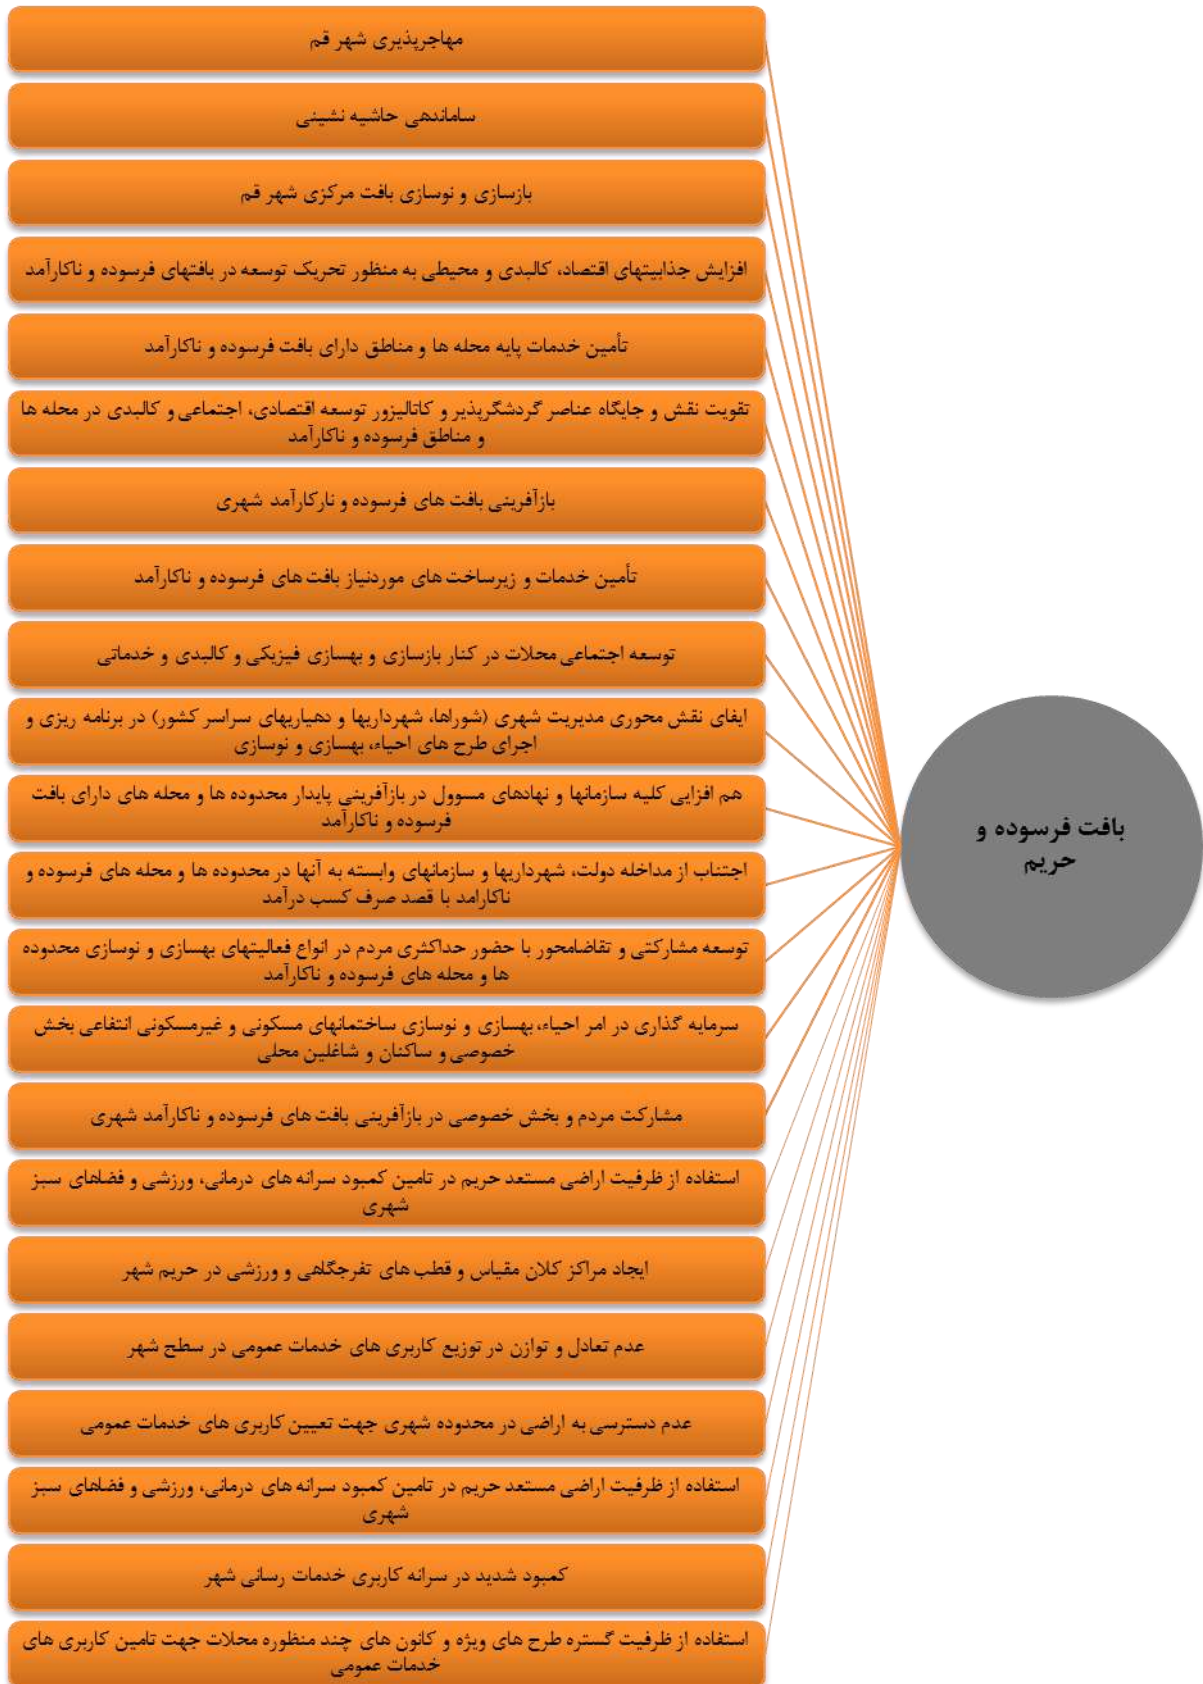 مهاجرپذیری شهر قم
ساماندهی حاشیه نشینی
بازسازی و نوسازی بافت مرکزی شهر قم
افزایش جذابیتهای اقتصاد، کالبدی و محیطی به منظور تحریک توسعه در بافتهای فرسوده و ناکارآمد
تأمین خدمات پایه محله ها و مناطق دارای بافت فرسوده و ناکارآمد
تقویت نقش و جایگاه عناصر گردشگرپذیر و کاتالیزور توسعه اقتصادی، اجتماعی و کالبدی در محله ها
و مناطق فرسوده و ناکارآمد
بازآفرینی بافت های فرسوده و نارکارآمد شهری
تأمین خدمات و زیرساخت های موردنیاز بافت های فرسوده و ناکارآمد
توسعه اجتماعی محلات در کنار بازسازی و بهسازی فیزیکی و کالبدی و خدماتی
ایفای نقش محوری مدیریت شهری (شوراها، شهرداریها و دهیاریهای سراسر کشور) در برنامه ریزی و
اجرای طرح های احیاء، بهسازی و نوسازی
هم افزایی کلیه سازمانها و نهادهای مسوول در بازآفرینی پایدار محدوده ها و محله های دارای بافت
فرسوده و ناکارآمد
اجتناب از مداخله دولت، شهرداریها و سازمانهای وابسته به آنها در محدوده ها و محله های فرسوده و
ناکارامد با قصد صرف کسب درآمد
توسعه مشارکتی و تقاضامحور با حضور حداکثری مردم در انواع فعالیتهای بهسازی و نوسازی محدوده
ها و محله های فرسوده و ناکارآمد
سرمایه گذاری در امر احیاء، بهسازی و نوسازی ساختمانهای مسکونی و غیرمسکونی انتفاعی بخش
خصوصی و ساکنان و شاغلین محلی
مشارکت مردم و بخش خصوصی در بازآفرینی بافت های فرسوده و ناکارآمد شهری
استفاده از ظرفیت اراضی مستعد حریم در تامین کمبود سرانه های درمانی، ورزشی و فضاهای سبز
شهری
ایجاد مراکز کلان مقیاس و قطب های تفرجگاهی و ورزشی در حریم شهر
عدم تعادل و توازن در توزیع کاربری های خدمات عمومی در سطح شهر
عدم دسترسی به اراضی در محدوده شهری جهت تعیین کاربری های خدمات عمومی
استفاده از ظرفیت اراضی مستعد حریم در تامین کمبود سرانه های درمانی، ورزشی و فضاهای سبز
شهری
کمبود شدید در سرانه کاربری خدمات رسانی شهر
استفاده از ظرفیت گستره طرح های ویژه و کانون های چند منظوره محلات جهت تامین کاربری های
خدمات عمومی
بافت فرسوده و
حریم